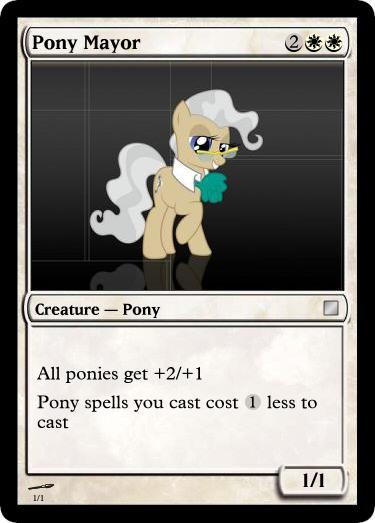 Pony Mayor 2
Creature — Pony
All ponies get +2/+1
Pony spells you cast cost 1 less to
cast
1/1
1/1